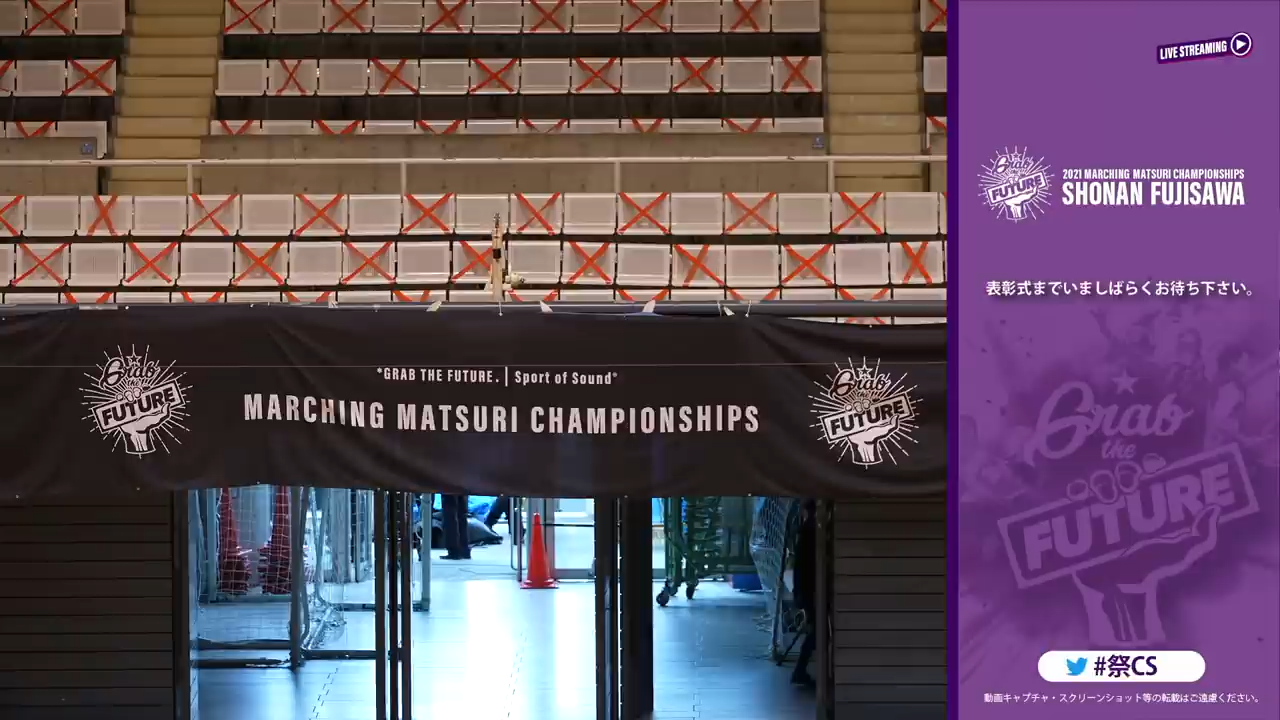 LIVE STREAMING
Grab
the
FUTURE
2021 MARCHING MATSURI CHAMPIONSHIPS
SHONAN FUJISAWA
表彰式までいましばらくお待ち下さい。
Grab
the
FUTURE
"GRAB THE FUTURE. | Sport of Sound"
MARCHING MATSURI CHAMPIONSHIPS
Grab
the
FUTURE
Grab
the
FUTURE
#祭CS
動画キャプチャ・スクリーンショット等の転載はご遠慮ください。